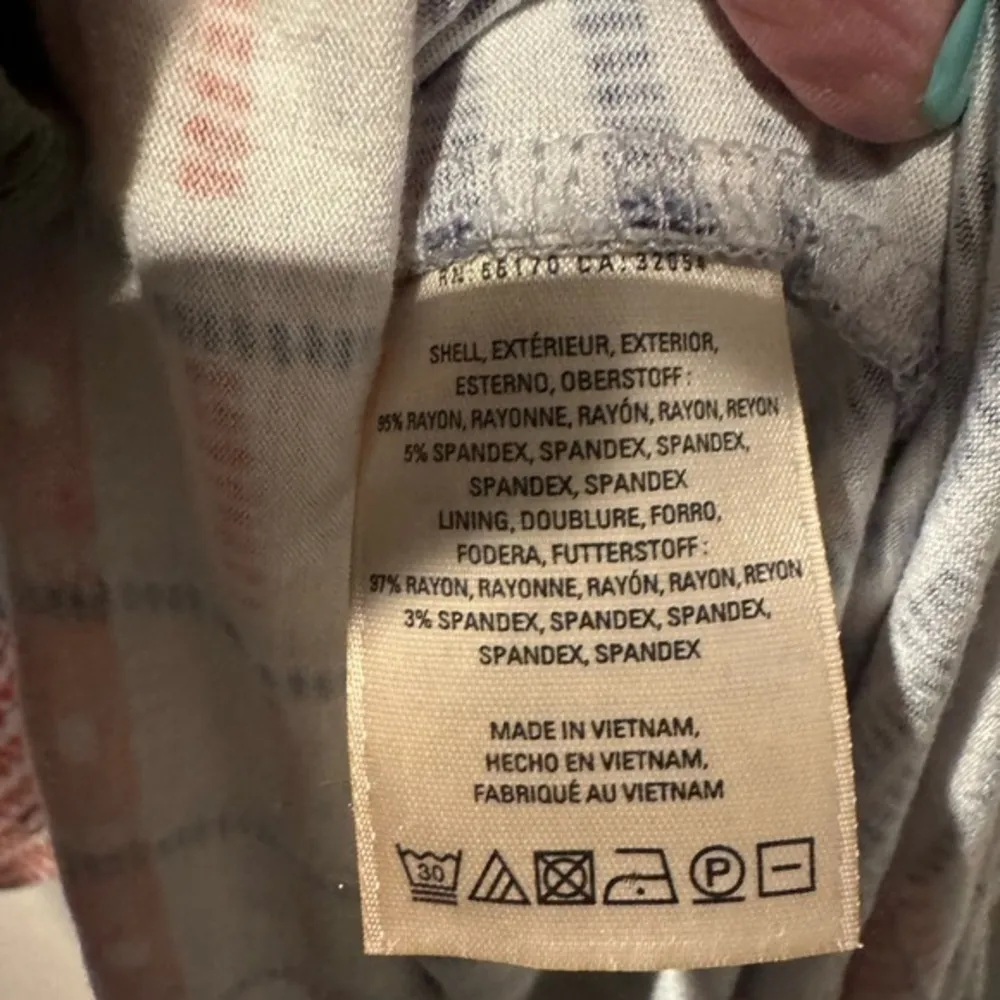 RN: 66170 CA: 32054
SHELL, EXTÉRIEUR, EXTERIOR,
ESTERNO, OBERSTOFF:
95% RAYON, RAYONNE, RAYÓN, RAYON, REYON
5% SPANDEX, SPANDEX, SPANDEX,
SPANDEX, SPANDEX
LINING, DOUBLURE, FORRO,
FODERA, FUTTERSTOFF:
97% RAYON, RAYONNE, RAYÓN, RAYON, REYON
3% SPANDEX, SPANDEX, SPANDEX,
SPANDEX, SPANDEX
MADE IN VIETNAM,
HECHO EN VIETNAM,
FABRIQUÉ AU VIETNAM
30 P